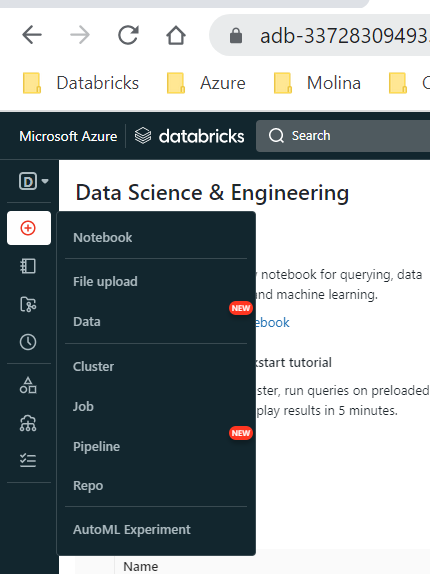 adb-33728309493
Databricks Azure Molina
Microsoft Azure databricks Search
D
Data Science & Engineering
Notebook
File upload
notebook for querying, data
and machine learning.
NEW
Data
ebook
kstart tutorial
Cluster
ster, run queries on preloaded
Job
play results in 5 minutes.
NEW
Pipeline
Repo
AutoML Experiment
Name